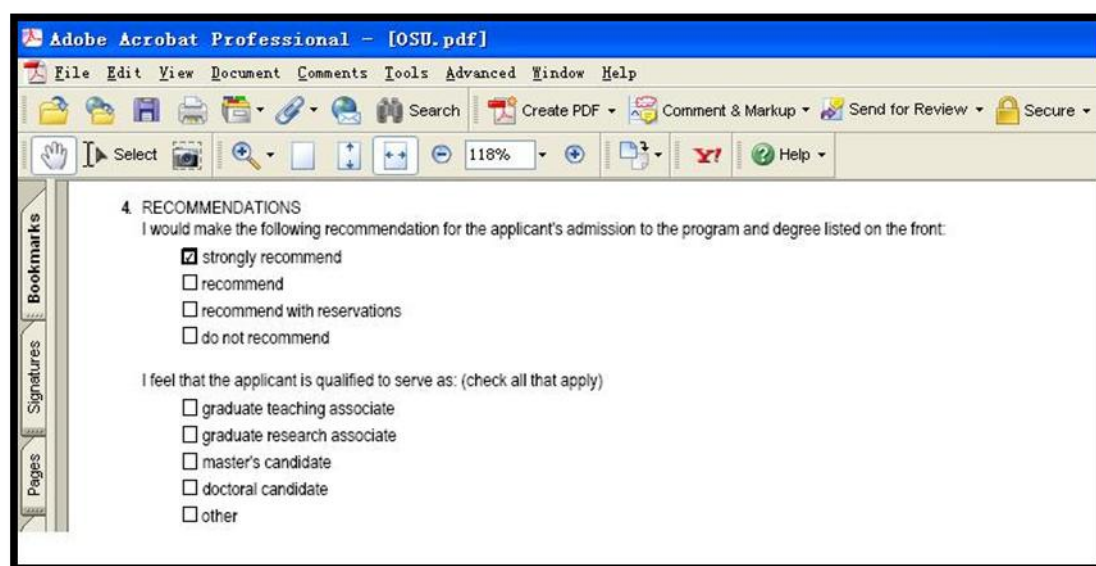 Adobe Acrobat Professional - [OSU.pdf]
File Edit View Document Comments Tools Advanced Window Help
Search Create PDF Comment & Markup Send for Review Secure
Select 118% Y! Help
Bookmarks
Signatures
Pages
4. RECOMMENDATIONS
I would make the following recommendation for the applicant's admission to the program and degree listed on the front:
strongly recommend
recommend
recommend with reservations
do not recommend
I feel that the applicant is qualified to serve as: (check all that apply)
graduate teaching associate
graduate research associate
master's candidate
doctoral candidate
other